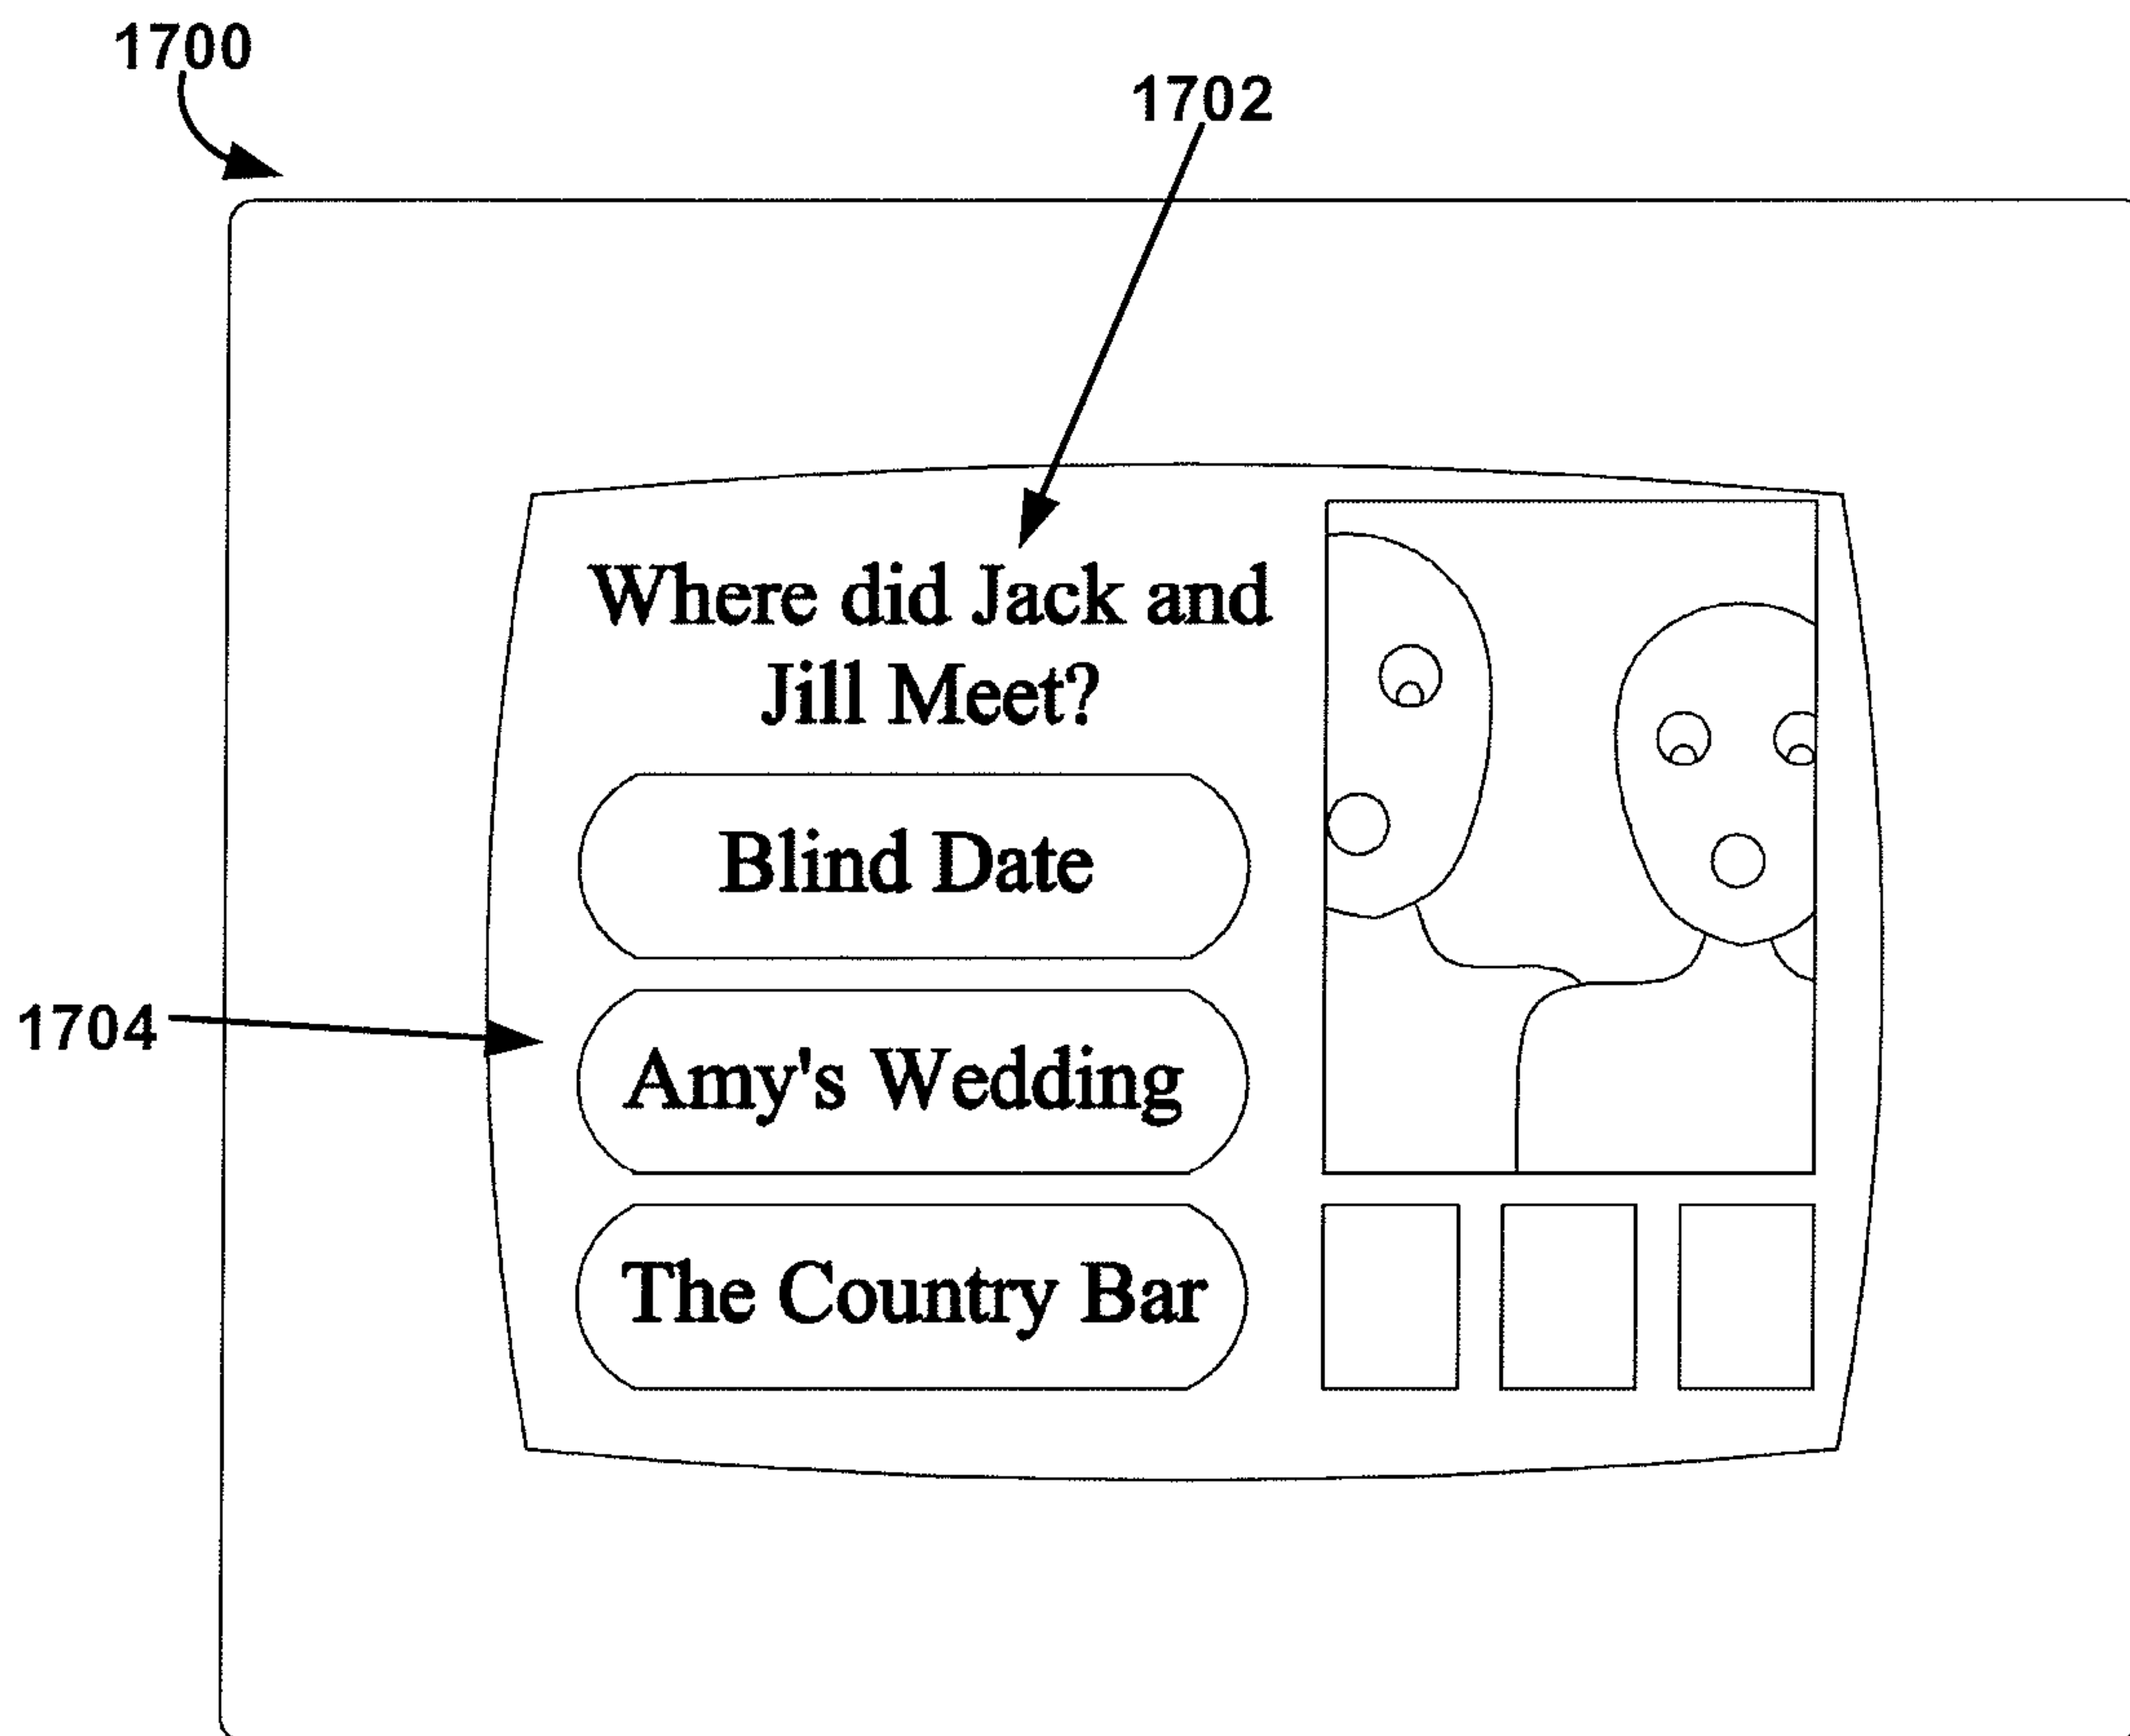 1700
1702
Where did Jack and
Jill Meet?
Blind Date
1704
Amy's Wedding
The Country Bar